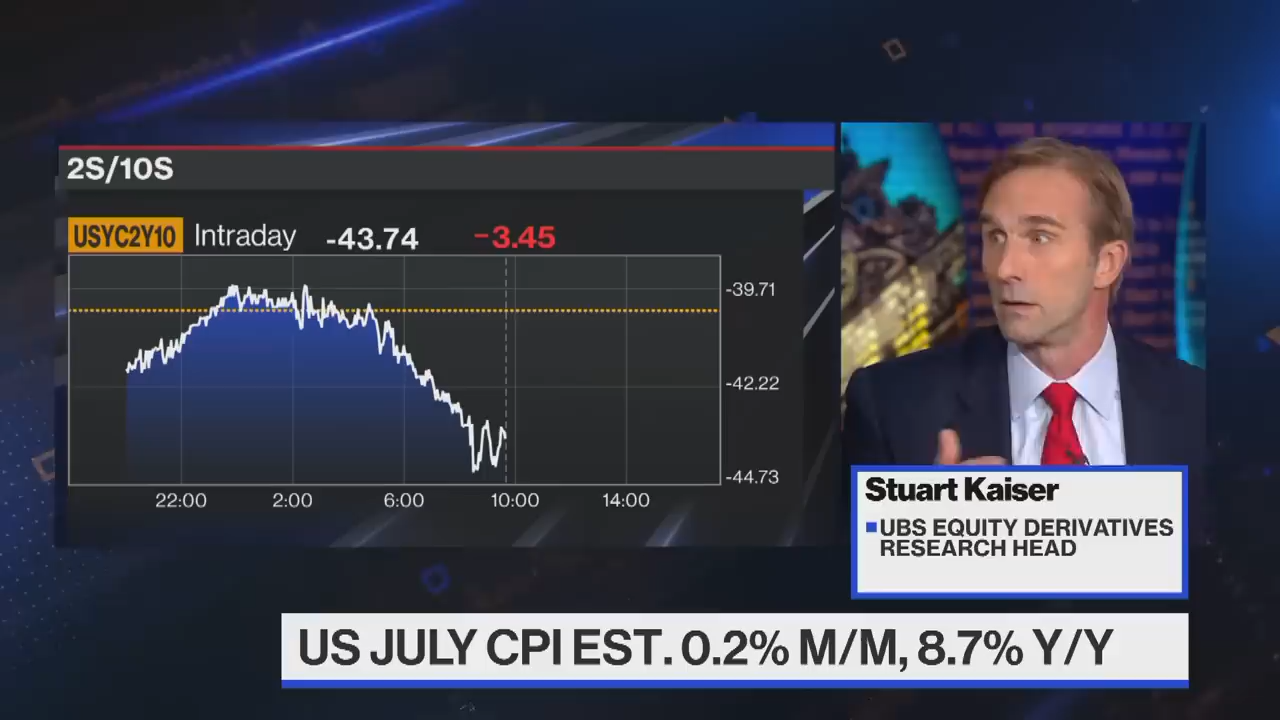 2S/10S
USYC2Y10 Intraday -43.74 -3.45
-39.71
-42.22
-44.73
22:00 2:00 6:00 10:00 14:00
Stuart Kaiser
UBS EQUITY DERIVATIVES
RESEARCH HEAD
US JULY CPI EST. 0.2% M/M, 8.7% Y/Y